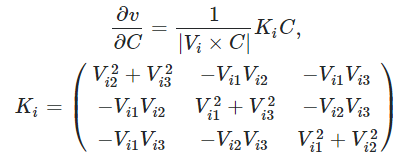 ∂v/∂C = 1/|V_i × C| K_i C,
K_i = ( V_{i2}^2 + V_{i3}^2   −V_{i1}V_{i2}   −V_{i1}V_{i3}
−V_{i1}V_{i2}   V_{i1}^2 + V_{i3}^2   −V_{i2}V_{i3}
−V_{i1}V_{i3}   −V_{i2}V_{i3}   V_{i1}^2 + V_{i2}^2 )